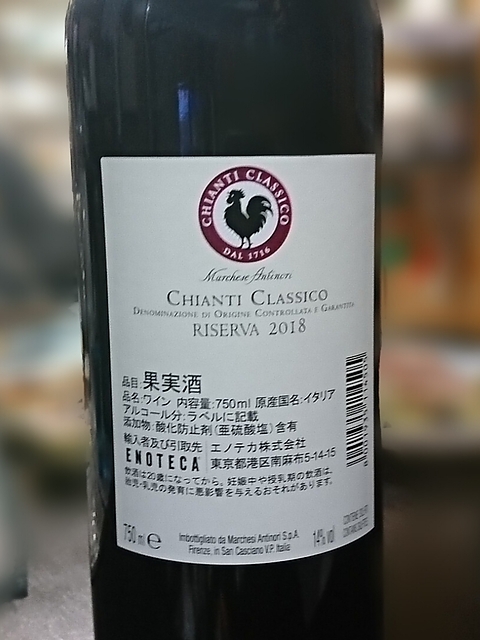 CHIANTI CLASSICO
DAL 1716
Marchese Antinori
CHIANTI CLASSICO
DENOMINAZIONE DI ORIGINE CONTROLLATA E GARANTITA
RISERVA 2018
品目:果実酒
品名:ワイン 内容量:750ml 原産国名:イタリア
アルコール分:ラベルに記載
添加物:酸化防止剤(亜硫酸塩)含有
輸入者及び引取先 エノテカ株式会社
ENOTECA 東京都港区南麻布5-14-15
飲酒は20歳になってから。妊娠中や授乳期の飲酒は、
胎児・乳児の発育に悪影響を与えるおそれがあります。
750 ml e
Imbottigliato da Marchesi Antinori S.p.A.
Firenze, in San Casciano V.P. Italia
14% vol